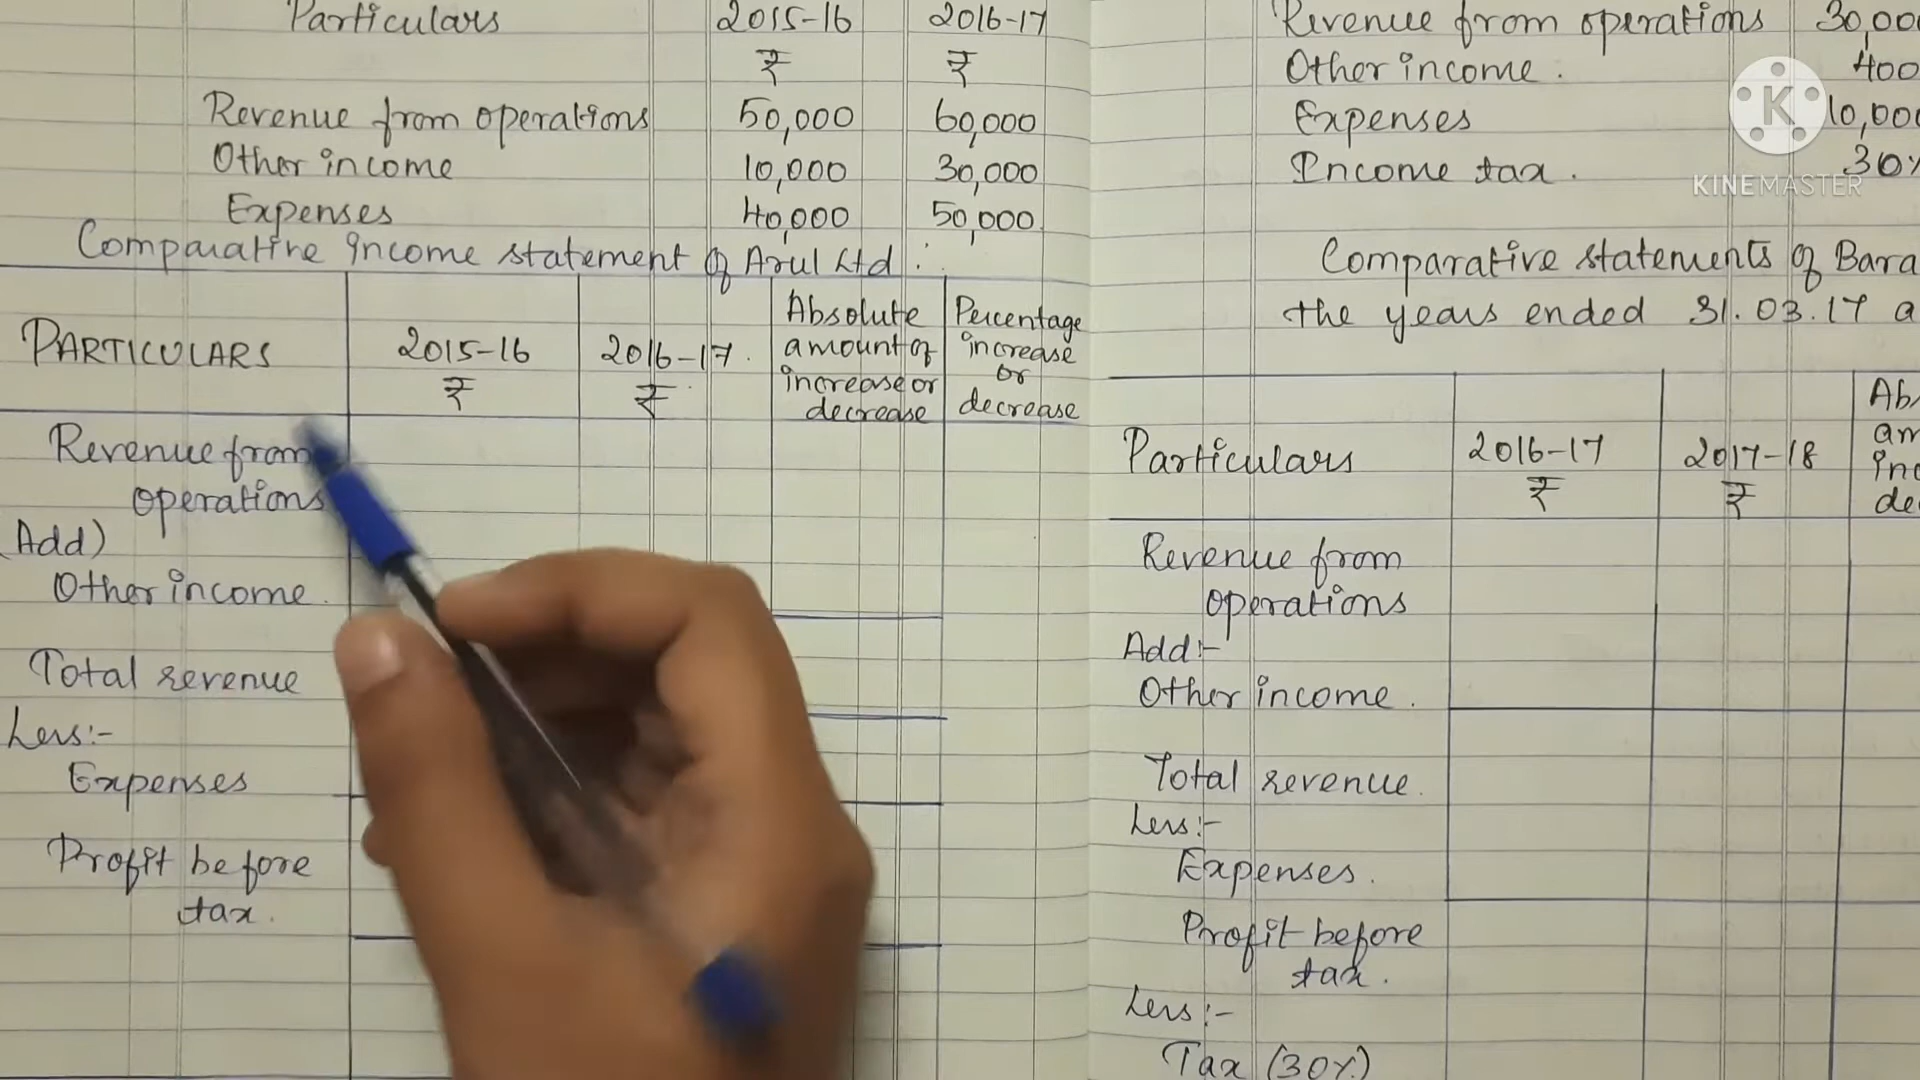 Particulars 2015-16 2016-17
₹ ₹
Revenue from operations 50,000 60,000
Other income 10,000 30,000
Expenses 40,000 50,000
Comparative income statement of Arul Ltd.
PARTICULARS 2015-16 ₹ 2016-17. ₹ Absolute amount of increase or decrease Percentage increase or decrease
Revenue from
operations
Add)
Other income.
Total revenue
Less:-
Expenses
Profit before
tax.
Revenue from operations
Other income.
Expenses
Income tax.
K
KINEMASTER
Comparative statements of
the years ended 31.03.17
Particulars 2016-17 ₹ 2017-18 ₹
Revenue from
operations
Add:-
Other income.
Total revenue.
Less:-
Expenses.
Profit before
tax.
Less:-
Tax (30%)